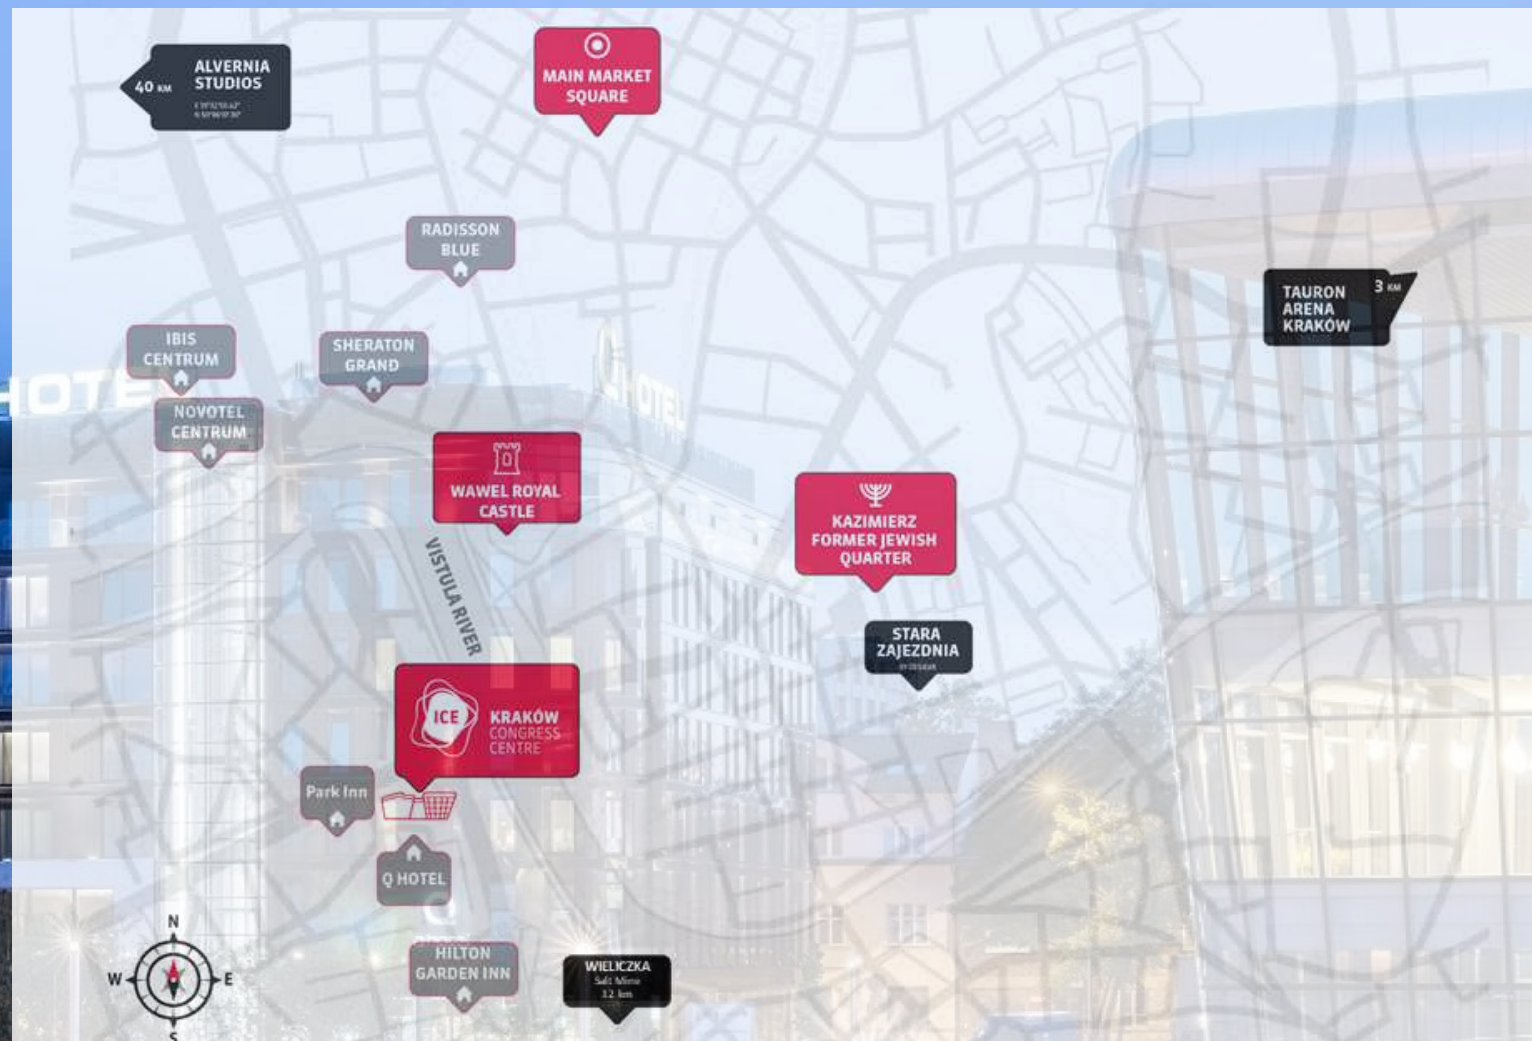 40 KM
ALVERNIA
STUDIOS
MAIN MARKET
SQUARE
RADISSON
BLUE
TAURON
ARENA
KRAKÓW
3 KM
IBIS
CENTRUM
SHERATON
GRAND
HOTEL
HOTEL
NOVOTEL
CENTRUM
WAWEL ROYAL
CASTLE
KAZIMIERZ
FORMER JEWISH
QUARTER
VISTULA RIVER
STARA
ZAJEZDNIA
ICE
KRAKÓW
CONGRESS
CENTRE
Park Inn
Q HOTEL
N
W
E
S
HILTON
GARDEN INN
WIELICZKA
Salt Mine
12 km